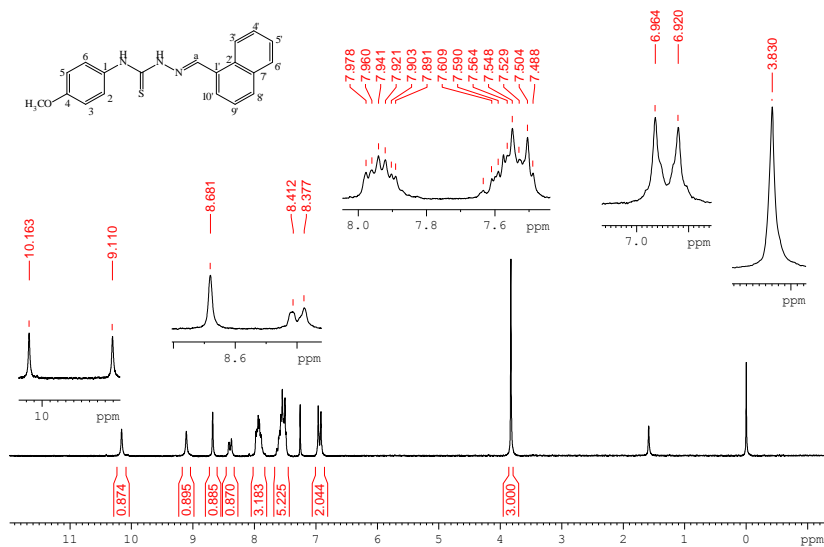 6 NH NH a 3' 4'
5 1 N 1' 2' 5'
4 2 S 10' 7 6'
H₃CO 3 9' 8'
7.978
7.960
7.941
7.921
7.903
7.891
7.609
7.590
7.564
7.548
7.529
7.504
7.488
6.964
6.920
3.830
8.0 7.8 7.6 ppm
7.0 ppm
ppm
10.163
9.110
8.681
8.412
8.377
10 ppm
8.6 ppm
0.874
0.895
0.885
0.870
3.183
5.225
2.044
3.000
11 10 9 8 7 6 5 4 3 2 1 0 ppm